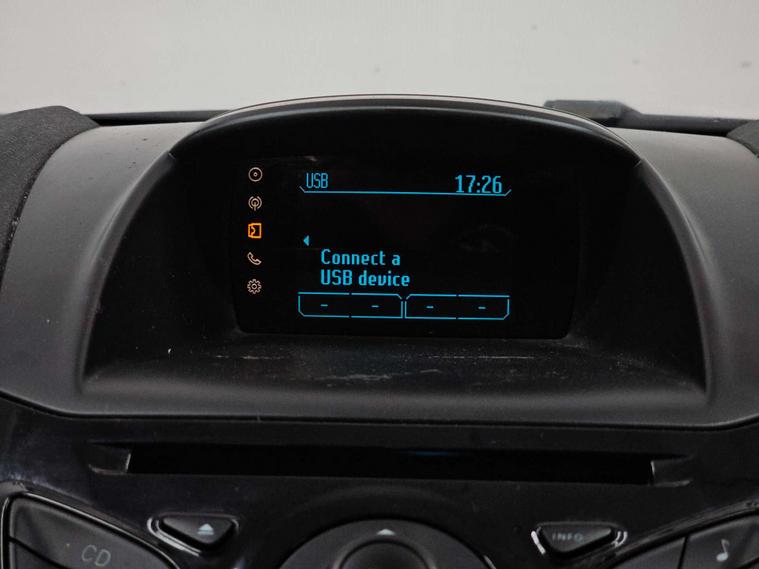 USB 17:26
Connect a
USB device
- - - -
CD
INFO